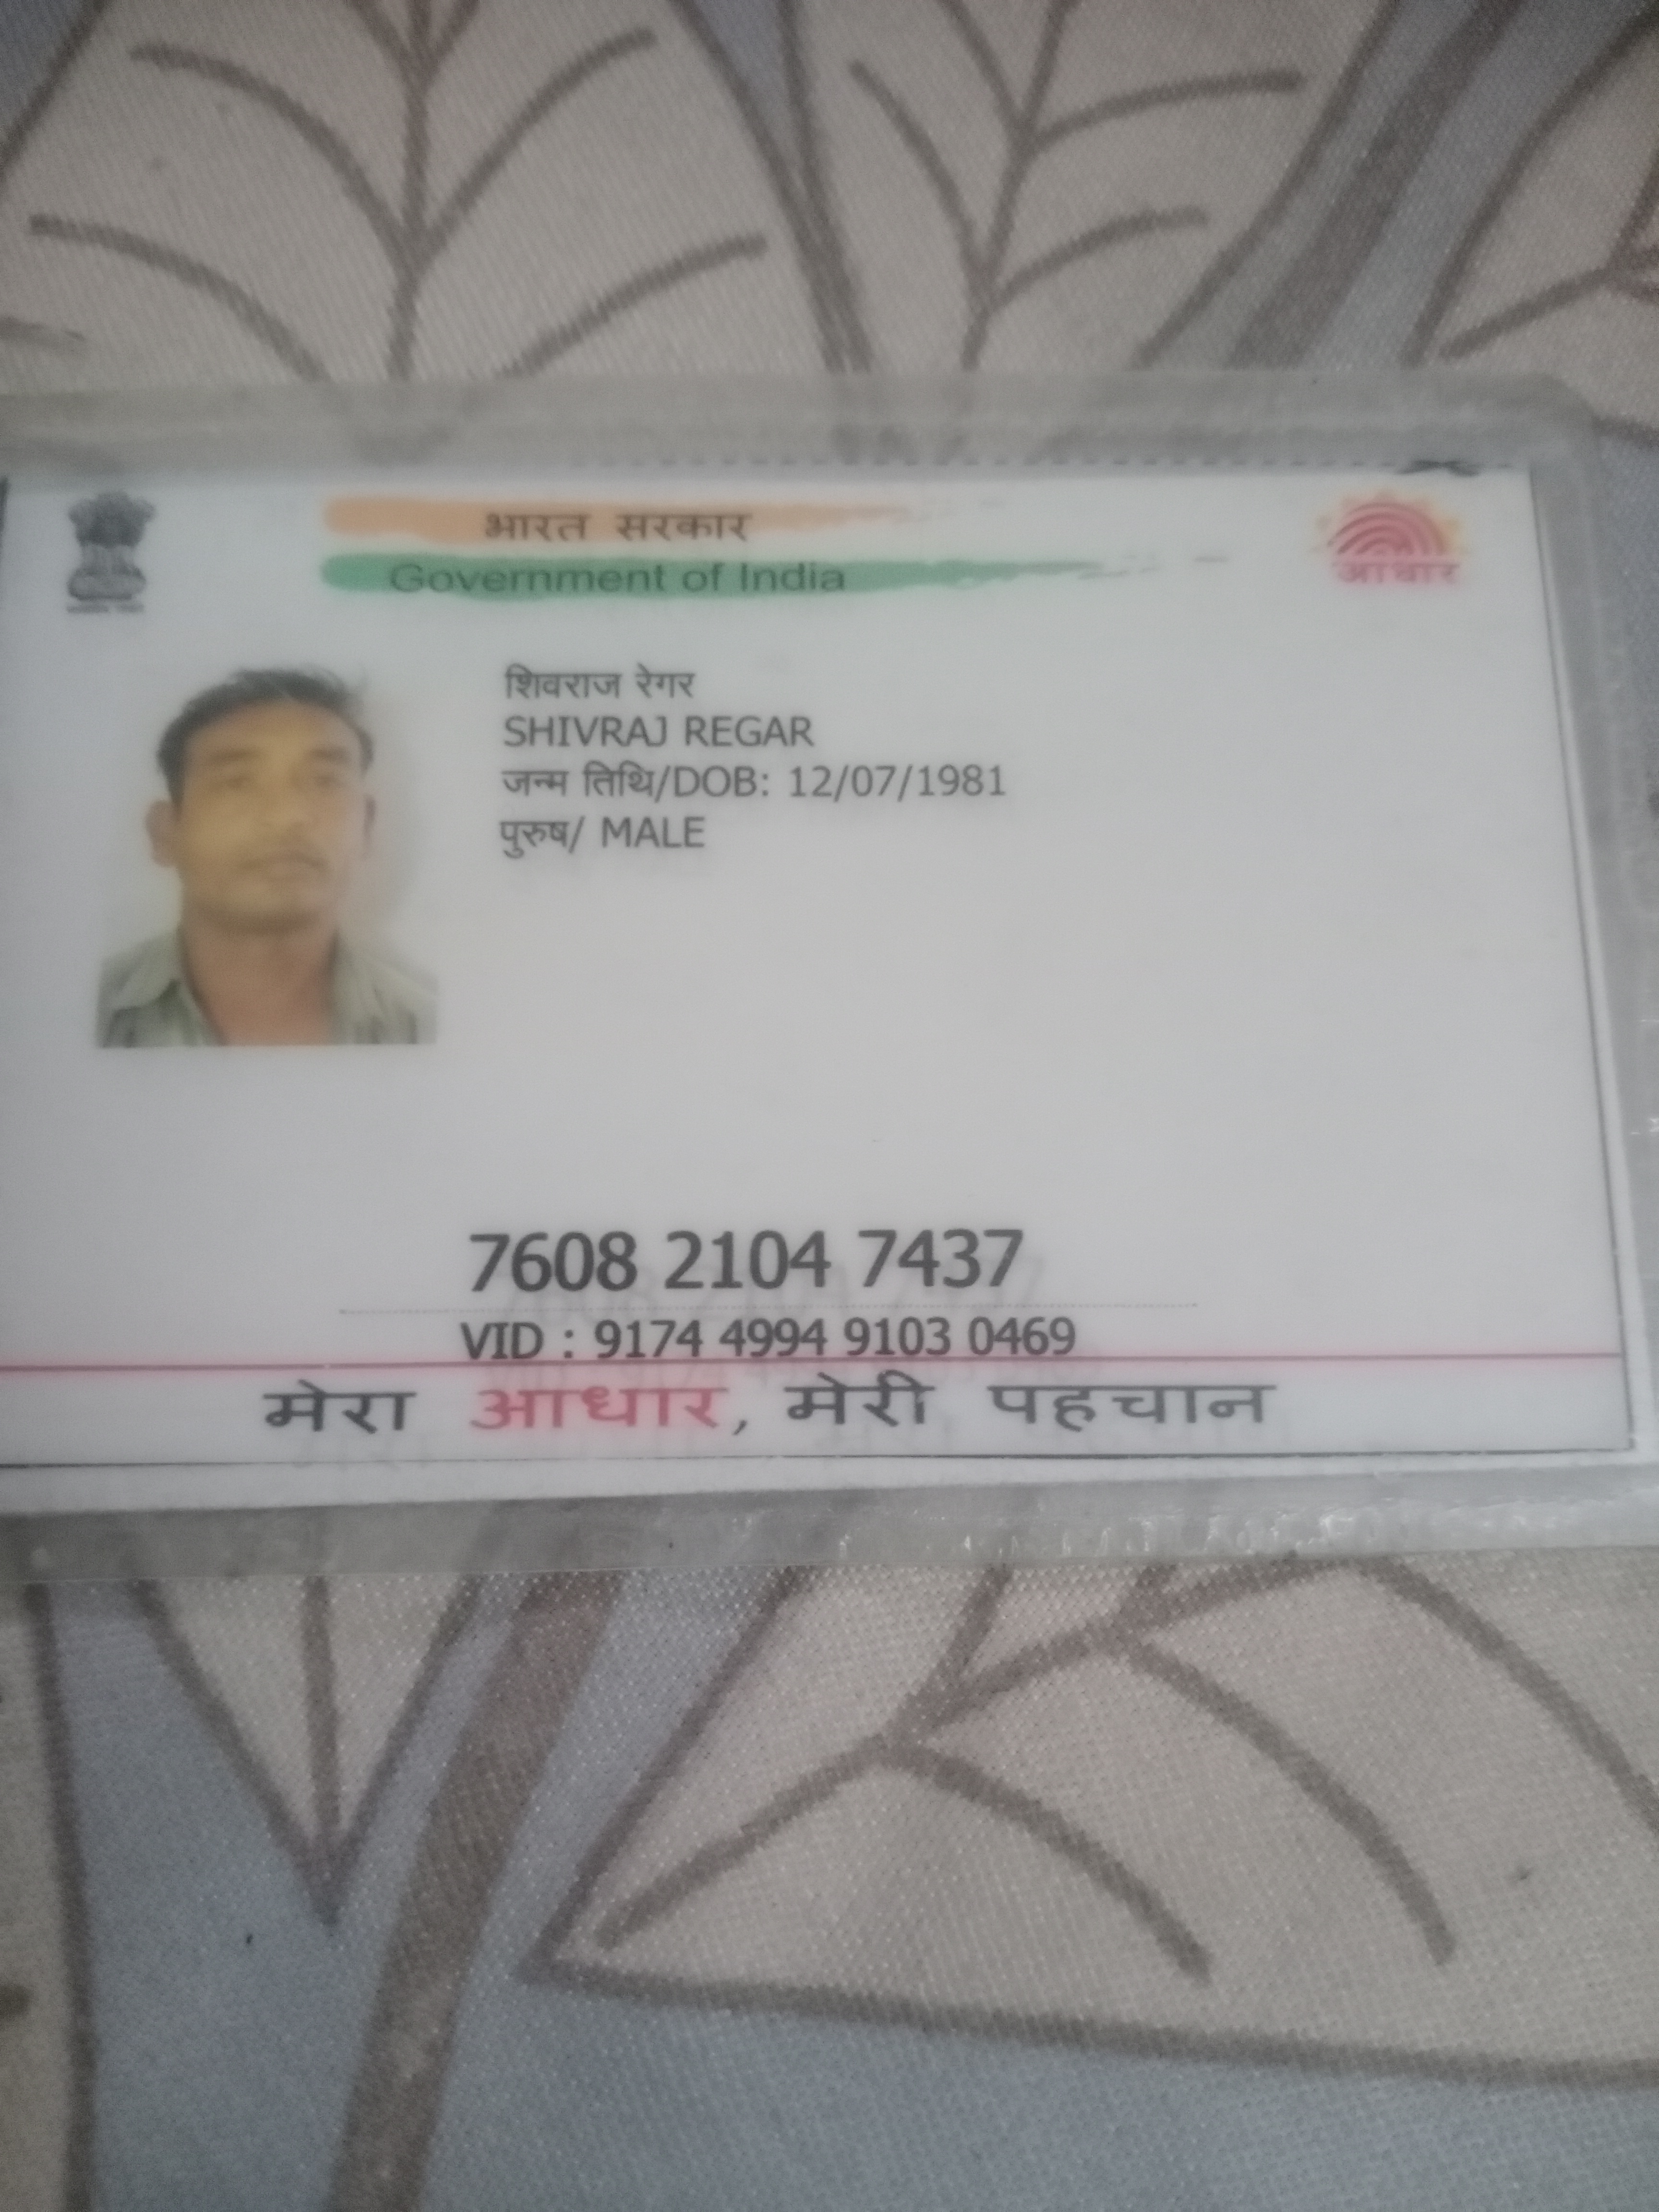 भारत सरकार
Government of India
आधार
शिवराज रेगर
SHIVRAJ REGAR
जन्म तिथि/DOB: 12/07/1981
पुरुष/ MALE
7608 2104 7437
VID : 9174 4994 9103 0469
मेरा आधार, मेरी पहचान